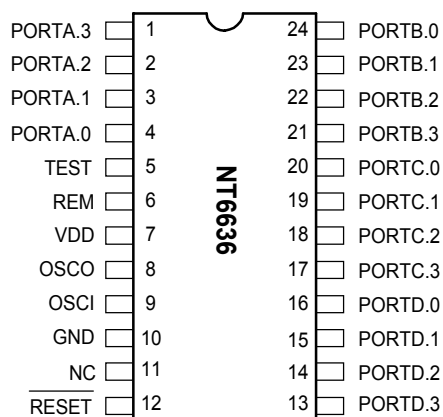 PORTA.3 1 24 PORTB.0
PORTA.2 2 23 PORTB.1
PORTA.1 3 22 PORTB.2
PORTA.0 4 21 PORTB.3
TEST 5 20 PORTC.0
REM 6 19 PORTC.1
VDD 7 18 PORTC.2
OSCO 8 17 PORTC.3
OSCI 9 16 PORTD.0
GND 10 15 PORTD.1
NC 11 14 PORTD.2
RESET 12 13 PORTD.3
NT6636